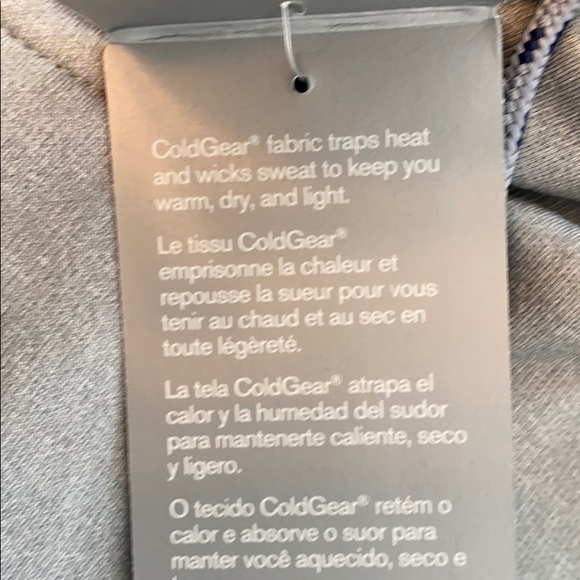 ColdGear® fabric traps heat
and wicks sweat to keep you
warm, dry, and light.
Le tissu ColdGear®
emprisonne la chaleur et
repousse la sueur pour vous
tenir au chaud et au sec en
toute légèreté.
La tela ColdGear® atrapa el
calor y la humedad del sudor
para mantenerte caliente, seco
y ligero.
O tecido ColdGear® retém o
calor e absorve o suor para
manter você aquecido, seco e